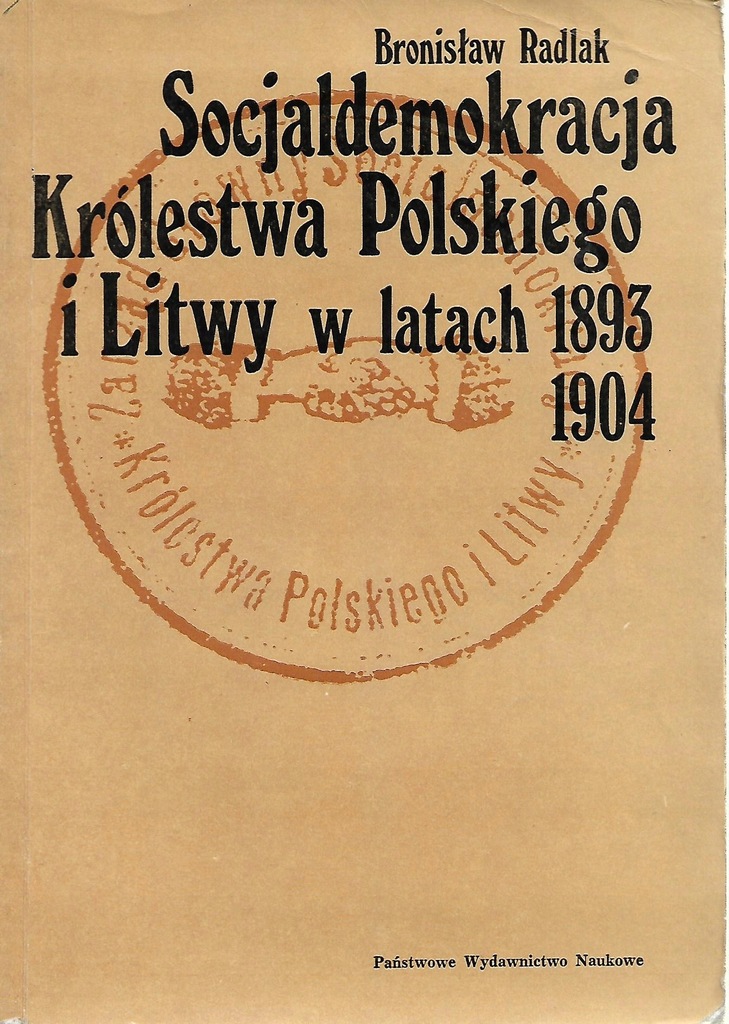 Bronisław Radlak
Socjaldemokracja
Królestwa Polskiego
i Litwy w latach 1893
1904
Królestwa Polskiego i Litwy
Państwowe Wydawnictwo Naukowe